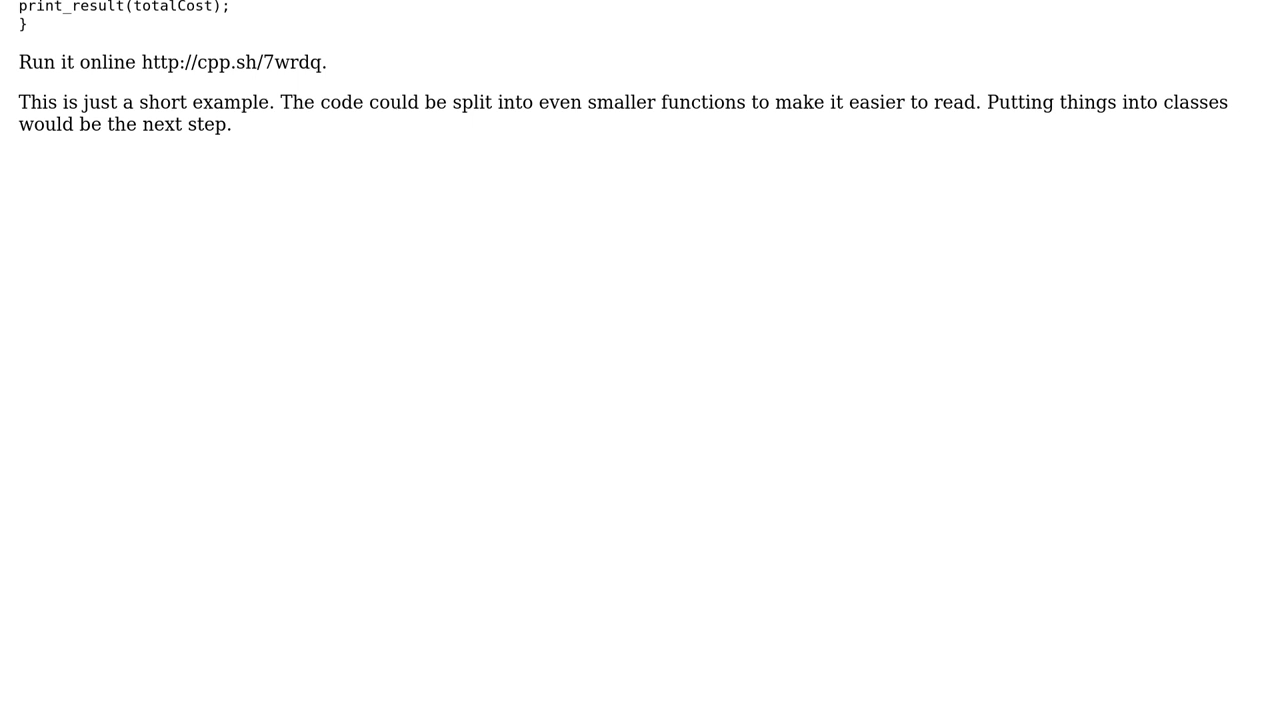 print_result(totalCost);
}
Run it online http://cpp.sh/7wrdq.
This is just a short example. The code could be split into even smaller functions to make it easier to read. Putting things into classes
would be the next step.